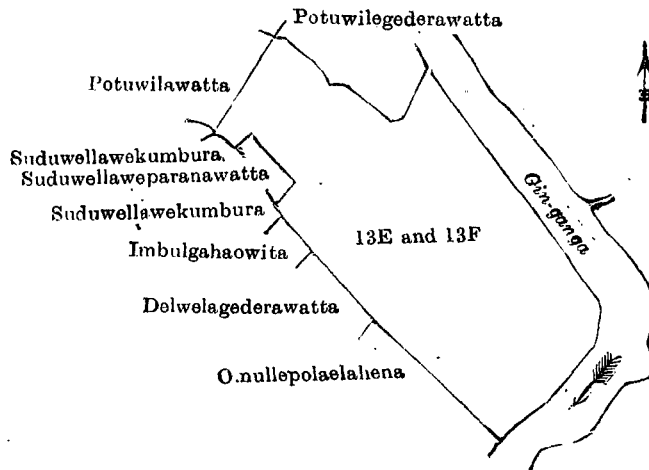 Potuwilegederawatta
Potuwilawatta
Suduwellawekumbura,
Suduwellaweparanawatta
Suduwellawekumbura
Imbulgahaowita
Delwelagederawatta
O.nullepolaelahena
13E and 13F
Gin-ganga